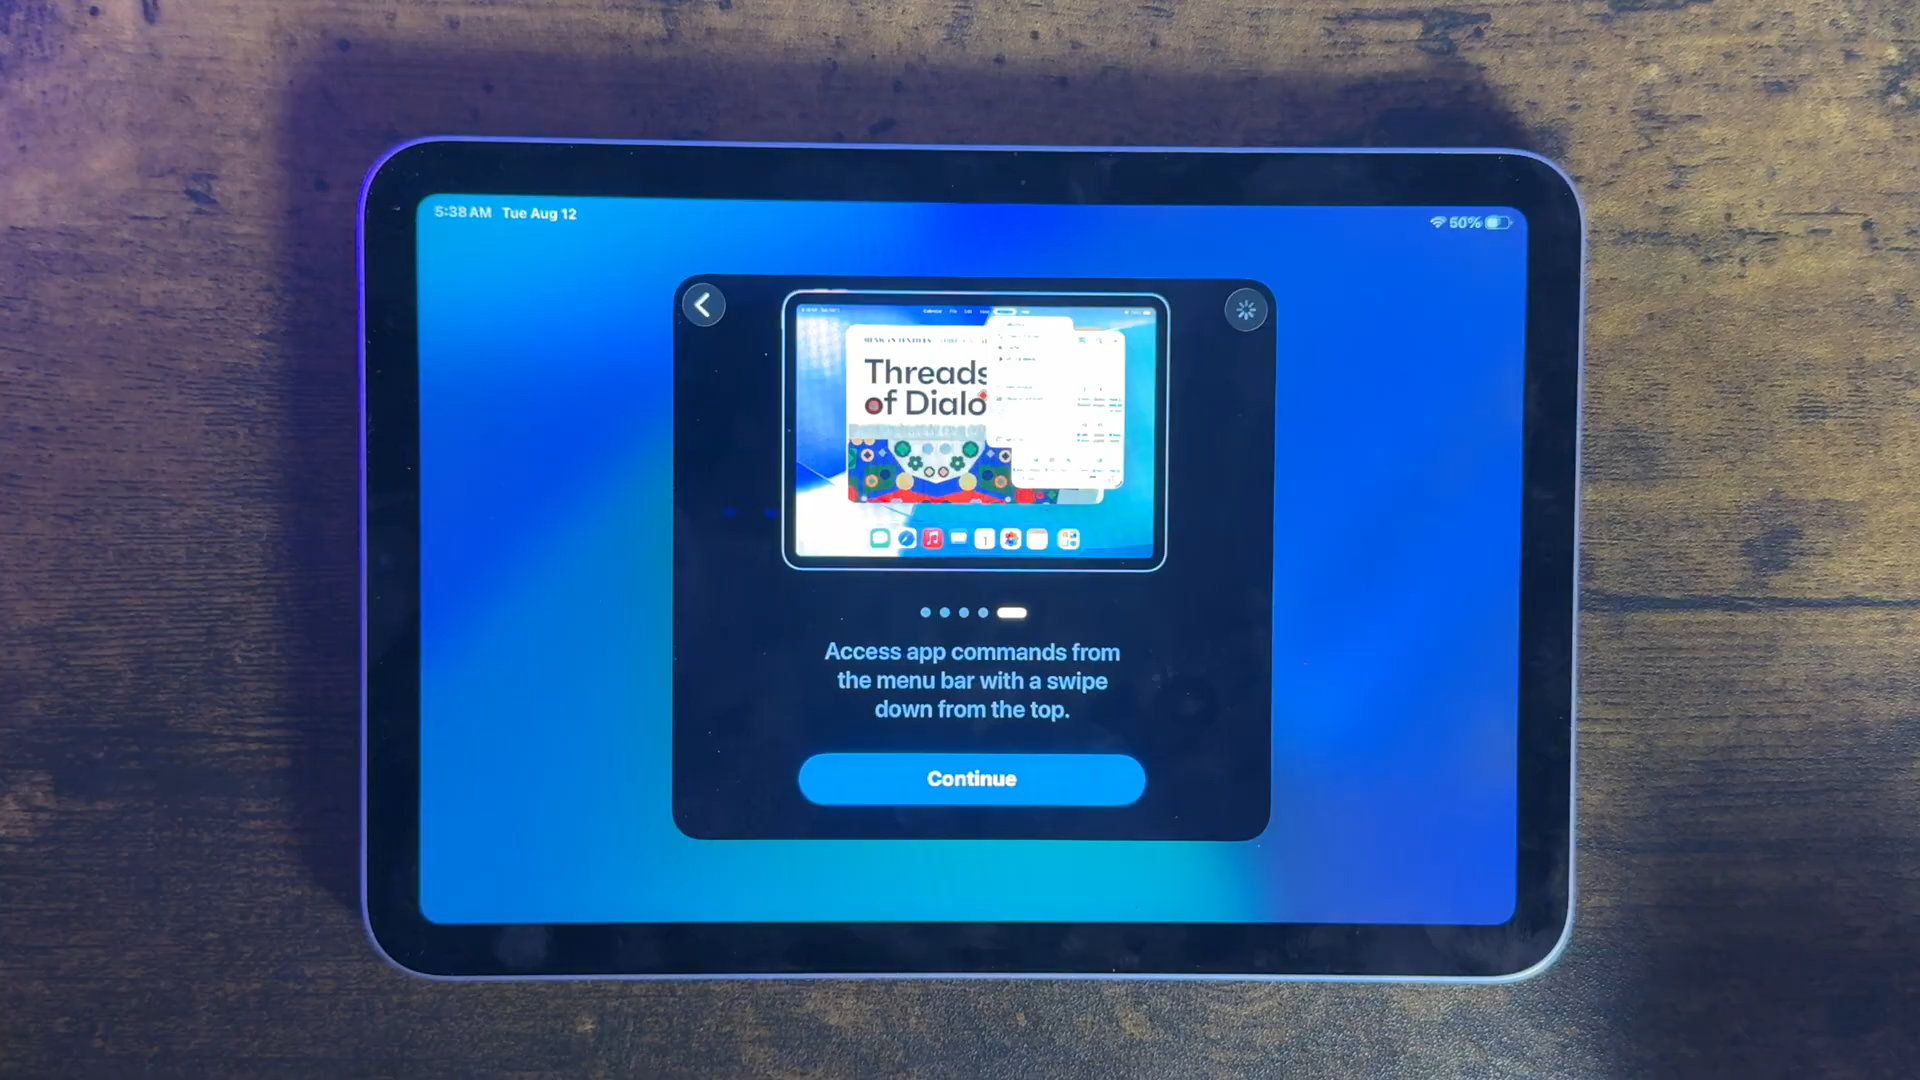 5:38 AM Tue Aug 12
50%
Threads
of Dialo
Access app commands from
the menu bar with a swipe
down from the top.
Continue